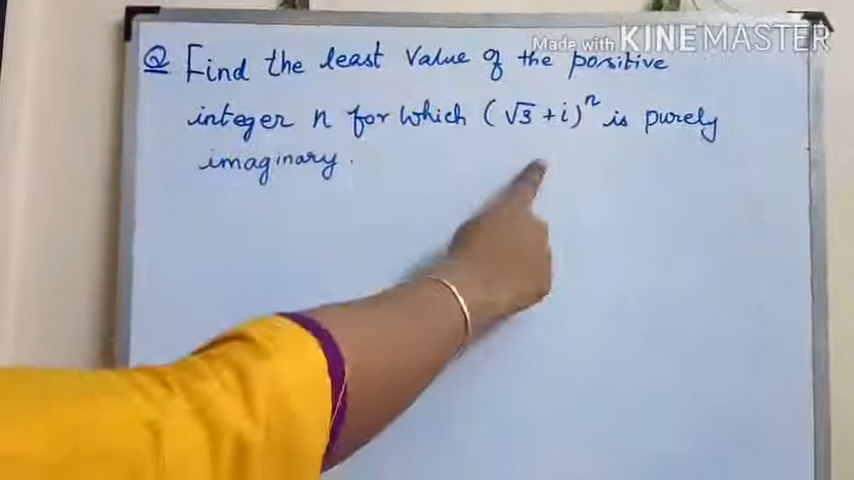 Made with KINEMASTER
Q Find the least Value of the positive
integer n for which (√3 + i)ⁿ is purely
imaginary.